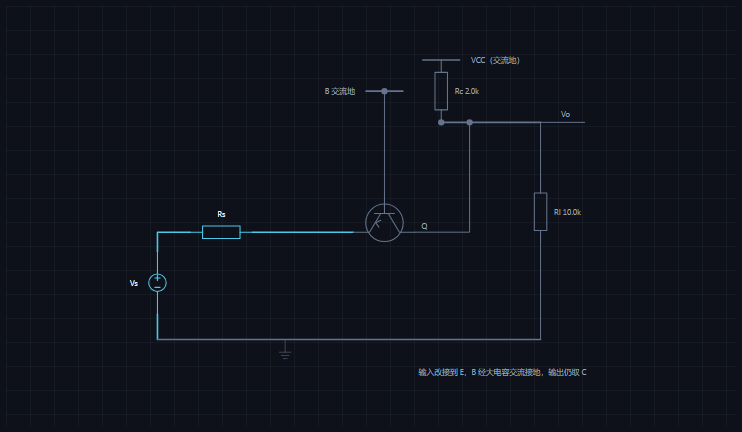 VCC（交流地）
B 交流地
Rc 2.0k
Vo
Rs
Rl 10.0k
Q
Vs
输入改接到 E，B 经大电容交流接地，输出仍取 C